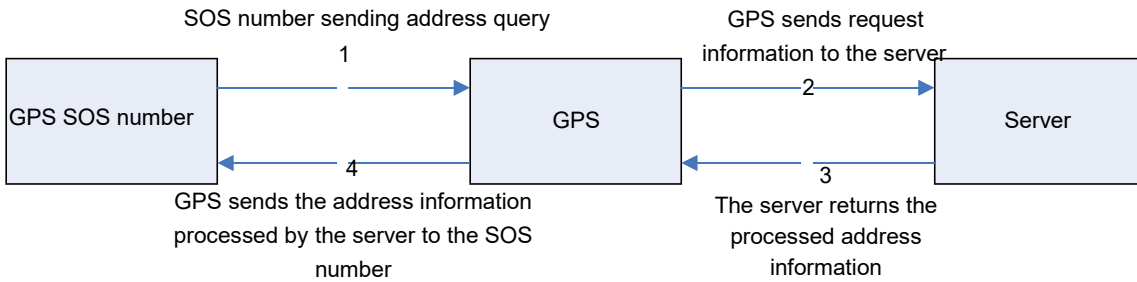 SOS number sending address query
1
GPS sends request
information to the server
2
GPS SOS number
GPS
Server
4
GPS sends the address information
processed by the server to the SOS
number
3
The server returns the
processed address
information